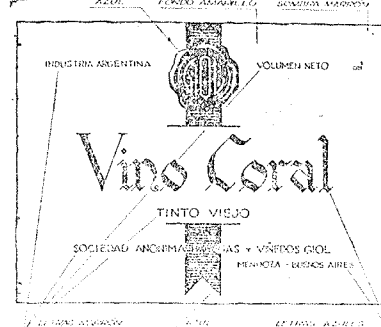 AZUL FONDO AMARILLO SOMBRA MARRON
INDUSTRIA ARGENTINA VOLUMEN NETO
Vino Coral
TINTO VIEJO
SOCIEDAD ANONIMA Y VIÑEDOS GIOL
MENDOZA - BUENOS AIRES
LETRAS MARRON AZUL LETRAS AZULES